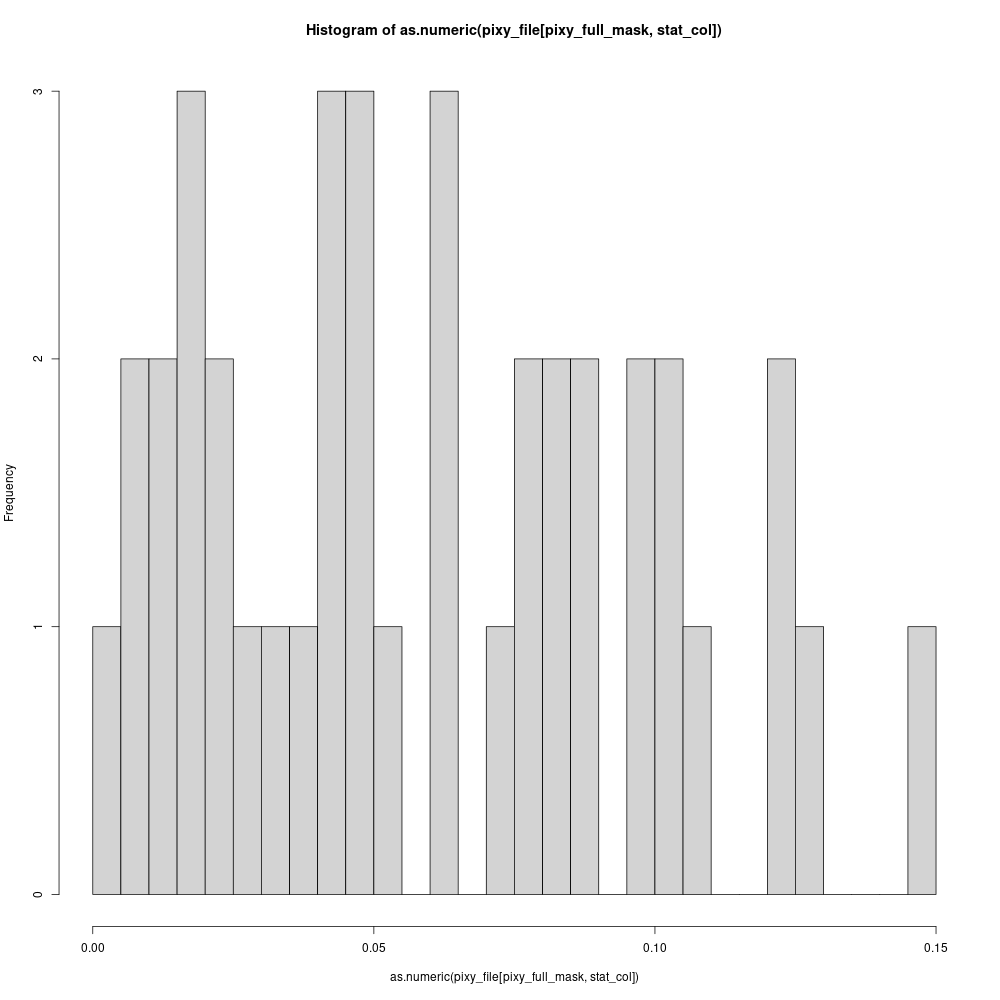 Histogram of as.numeric(pixy_file[pixy_full_mask, stat_col])
3
2
1
0
Frequency
0.00 0.05 0.10 0.15
as.numeric(pixy_file[pixy_full_mask, stat_col])